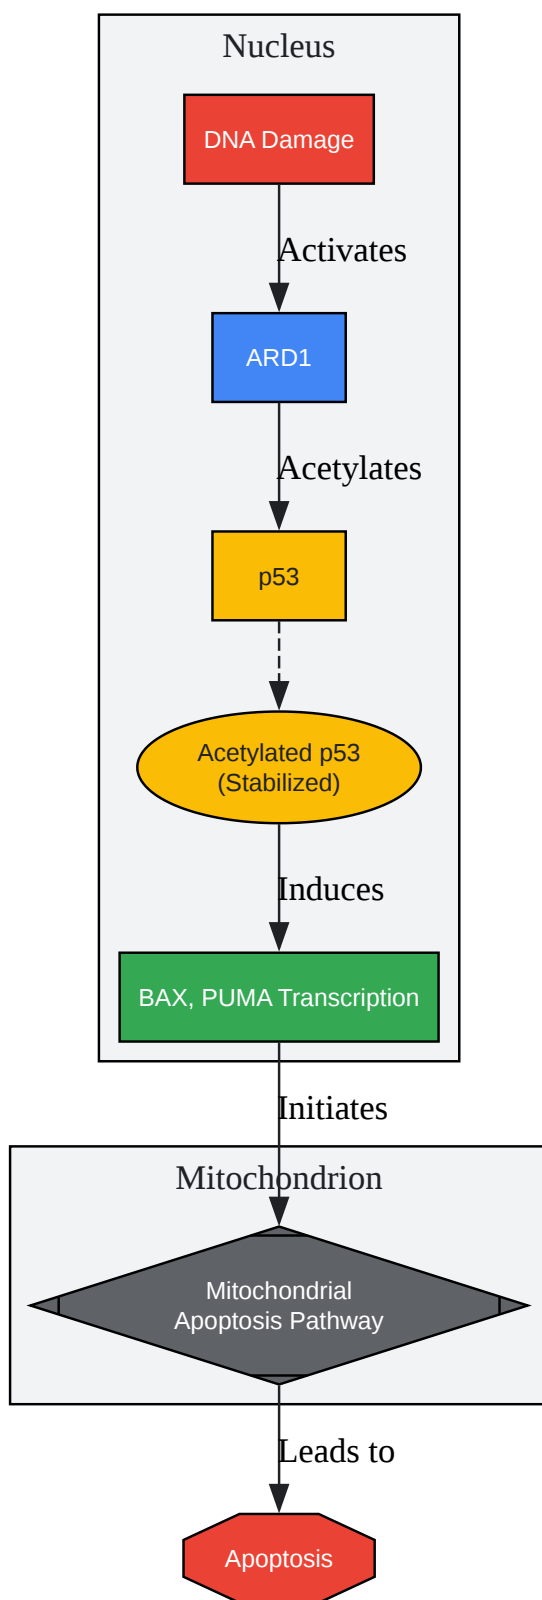 Nucleus
DNA Damage
Activates
ARD1
Acetylates
p53
Acetylated p53
(Stabilized)
Induces
BAX, PUMA Transcription
Initiates
Mitochondrion
Mitochondrial
Apoptosis Pathway
Leads to
Apoptosis